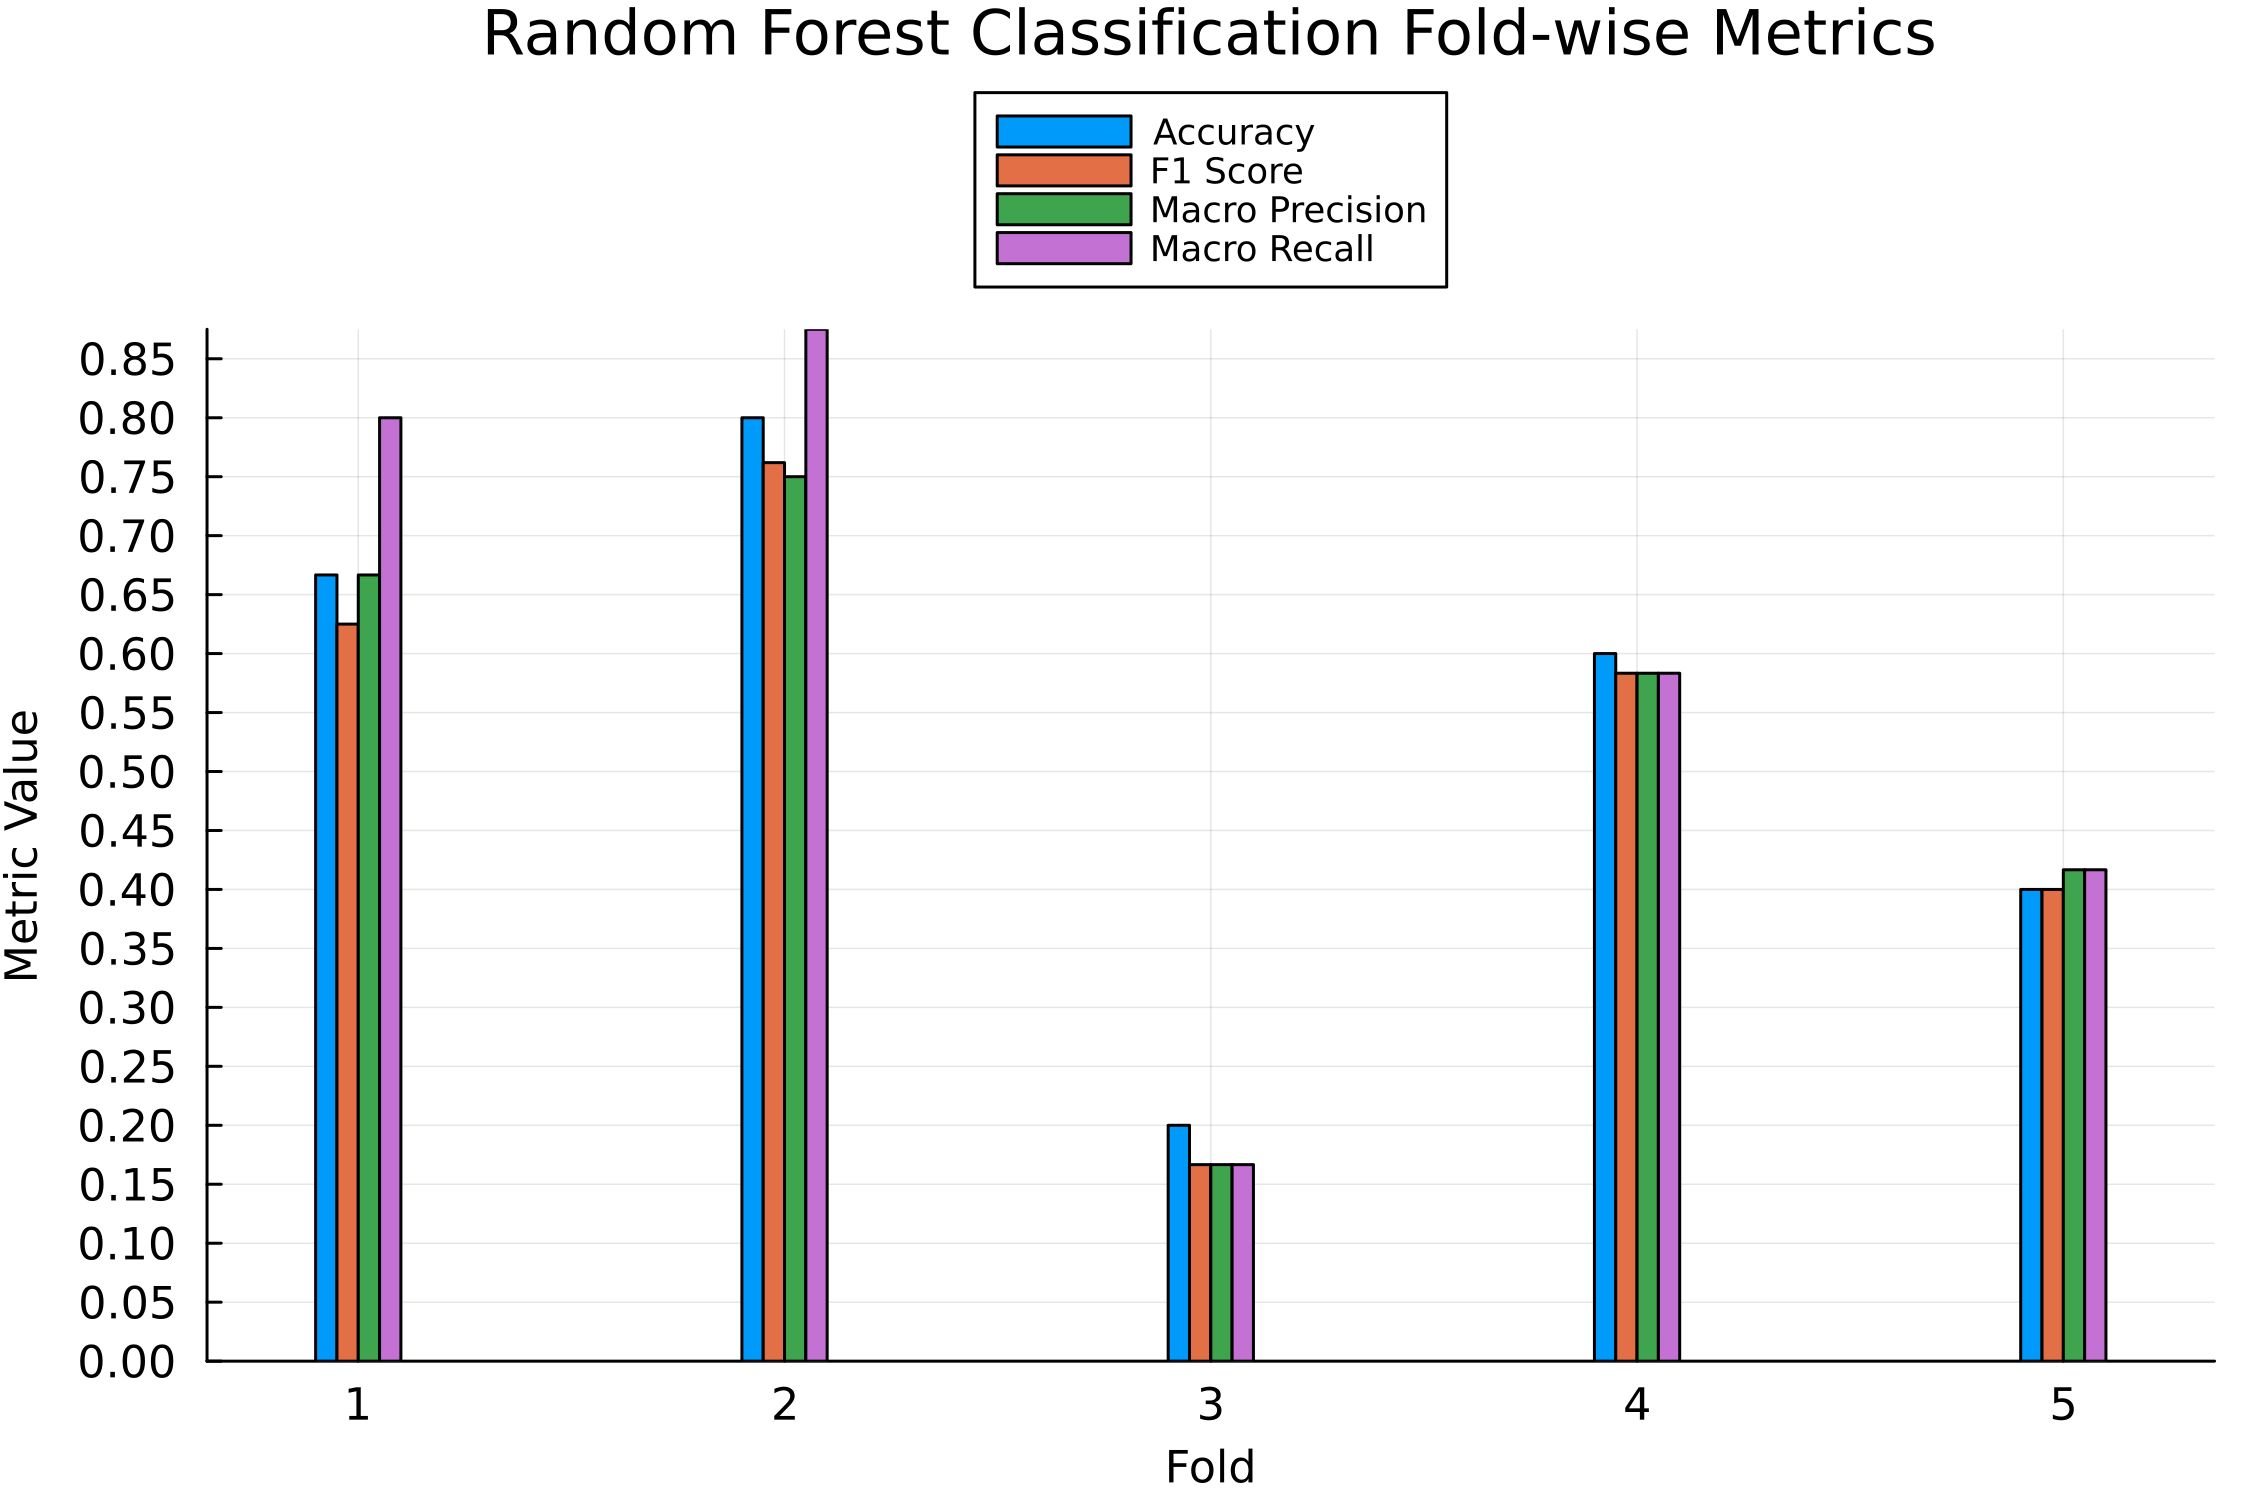 Random Forest Classification Fold-wise Metrics
Accuracy
F1 Score
Macro Precision
Macro Recall
0.85
0.80
0.75
0.70
0.65
0.60
0.55
0.50
0.45
0.40
0.35
0.30
0.25
0.20
0.15
0.10
0.05
0.00
Metric Value
1 2 3 4 5
Fold